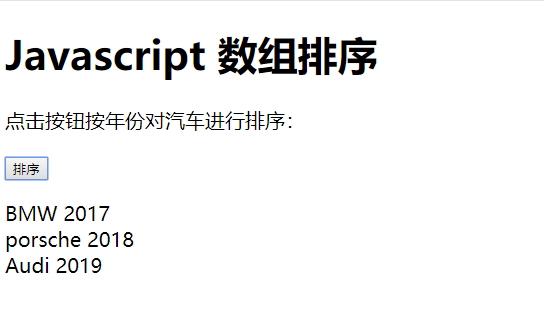 Javascript 数组排序
点击按钮按年份对汽车进行排序：
排序
BMW 2017
porsche 2018
Audi 2019